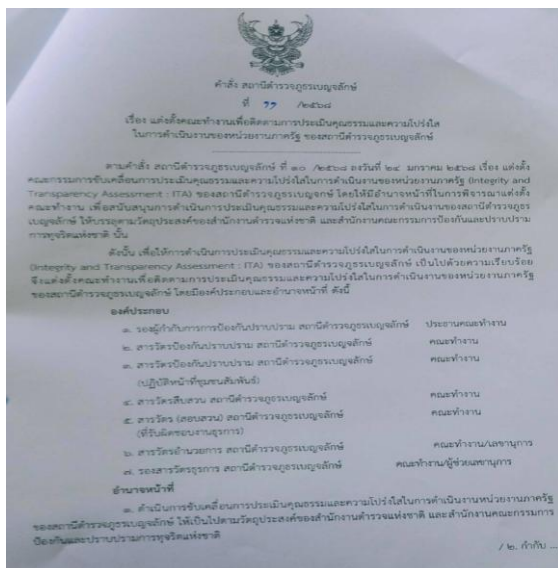 คำสั่ง สถานีตำรวจภูธรเบญจลักษ์
ที่ ๑๑ /๒๕๖๘
เรื่อง แต่งตั้งคณะทำงานเพื่อติดตามการประเมินคุณธรรมและความโปร่งใส
ในการดำเนินงานของหน่วยงานภาครัฐ ของสถานีตำรวจภูธรเบญจลักษ์
ตามคำสั่ง สถานีตำรวจภูธรเบญจลักษ์ ที่ ๑๐ /๒๕๖๘ ลงวันที่ ๒๔ มกราคม ๒๕๖๘ เรื่อง แต่งตั้ง
คณะกรรมการขับเคลื่อนการประเมินคุณธรรมและความโปร่งใสในการดำเนินงานของหน่วยงานภาครัฐ (Integrity and
Transparency Assessment : ITA) ของสถานีตำรวจภูธรเบญจลักษ์ โดยให้มีอำนาจหน้าที่ในการพิจารณาแต่งตั้ง
คณะทำงาน เพื่อสนับสนุนการดำเนินการประเมินคุณธรรมและความโปร่งใสในการดำเนินงานของสถานีตำรวจภูธร
เบญจลักษ์ ให้บรรลุตามวัตถุประสงค์ของสำนักงานตำรวจแห่งชาติ และสำนักงานคณะกรรมการป้องกันและปราบปราม
การทุจริตแห่งชาติ นั้น
ดังนั้น เพื่อให้การดำเนินการประเมินคุณธรรมและความโปร่งใสในการดำเนินงานของหน่วยงานภาครัฐ
(Integrity and Transparency Assessment : ITA) ของสถานีตำรวจภูธรเบญจลักษ์ เป็นไปด้วยความเรียบร้อย
จึงแต่งตั้งคณะทำงานเพื่อติดตามการประเมินคุณธรรมและความโปร่งใสในการดำเนินงานของหน่วยงานภาครัฐ
ของสถานีตำรวจภูธรเบญจลักษ์ โดยมีองค์ประกอบและอำนาจหน้าที่ ดังนี้
องค์ประกอบ
๑. รองผู้กำกับการการป้องกันปราบปราม สถานีตำรวจภูธรเบญจลักษ์ ประธานคณะทำงาน
๒. สารวัตรป้องกันปราบปราม สถานีตำรวจภูธรเบญจลักษ์ คณะทำงาน
๓. สารวัตรป้องกันปราบปราม สถานีตำรวจภูธรเบญจลักษ์ คณะทำงาน
(ปฏิบัติหน้าที่ชุมชนสัมพันธ์)
๔. สารวัตรสืบสวน สถานีตำรวจภูธรเบญจลักษ์ คณะทำงาน
๕. สารวัตร (สอบสวน) สถานีตำรวจภูธรเบญจลักษ์ คณะทำงาน
(ที่รับผิดชอบงานธุรการ)
๖. สารวัตรอำนวยการ สถานีตำรวจภูธรเบญจลักษ์ คณะทำงาน/เลขานุการ
๗. รองสารวัตรธุรการ สถานีตำรวจภูธรเบญจลักษ์ คณะทำงาน/ผู้ช่วยเลขานุการ
อำนาจหน้าที่
๑. ดำเนินการขับเคลื่อนการประเมินคุณธรรมและความโปร่งใสในการดำเนินงานหน่วยงานภาครัฐ
ของสถานีตำรวจภูธรเบญจลักษ์ ให้เป็นไปตามวัตถุประสงค์ของสำนักงานตำรวจแห่งชาติ และสำนักงานคณะกรรมการ
ป้องกันและปราบปรามการทุจริตแห่งชาติ
/ ๒. กำกับ ...